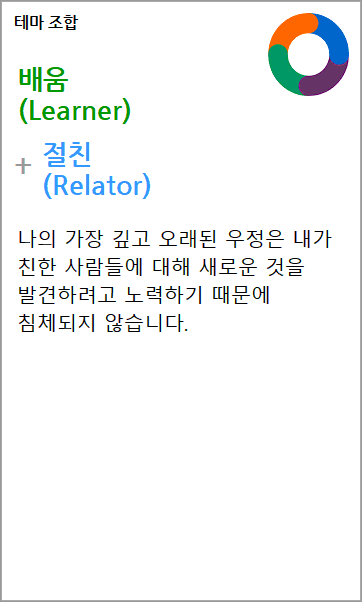 테마 조합
배움
(Learner)
+ 절친
(Relator)
나의 가장 깊고 오래된 우정은 내가
친한 사람들에 대해 새로운 것을
발견하려고 노력하기 때문에
침체되지 않습니다.